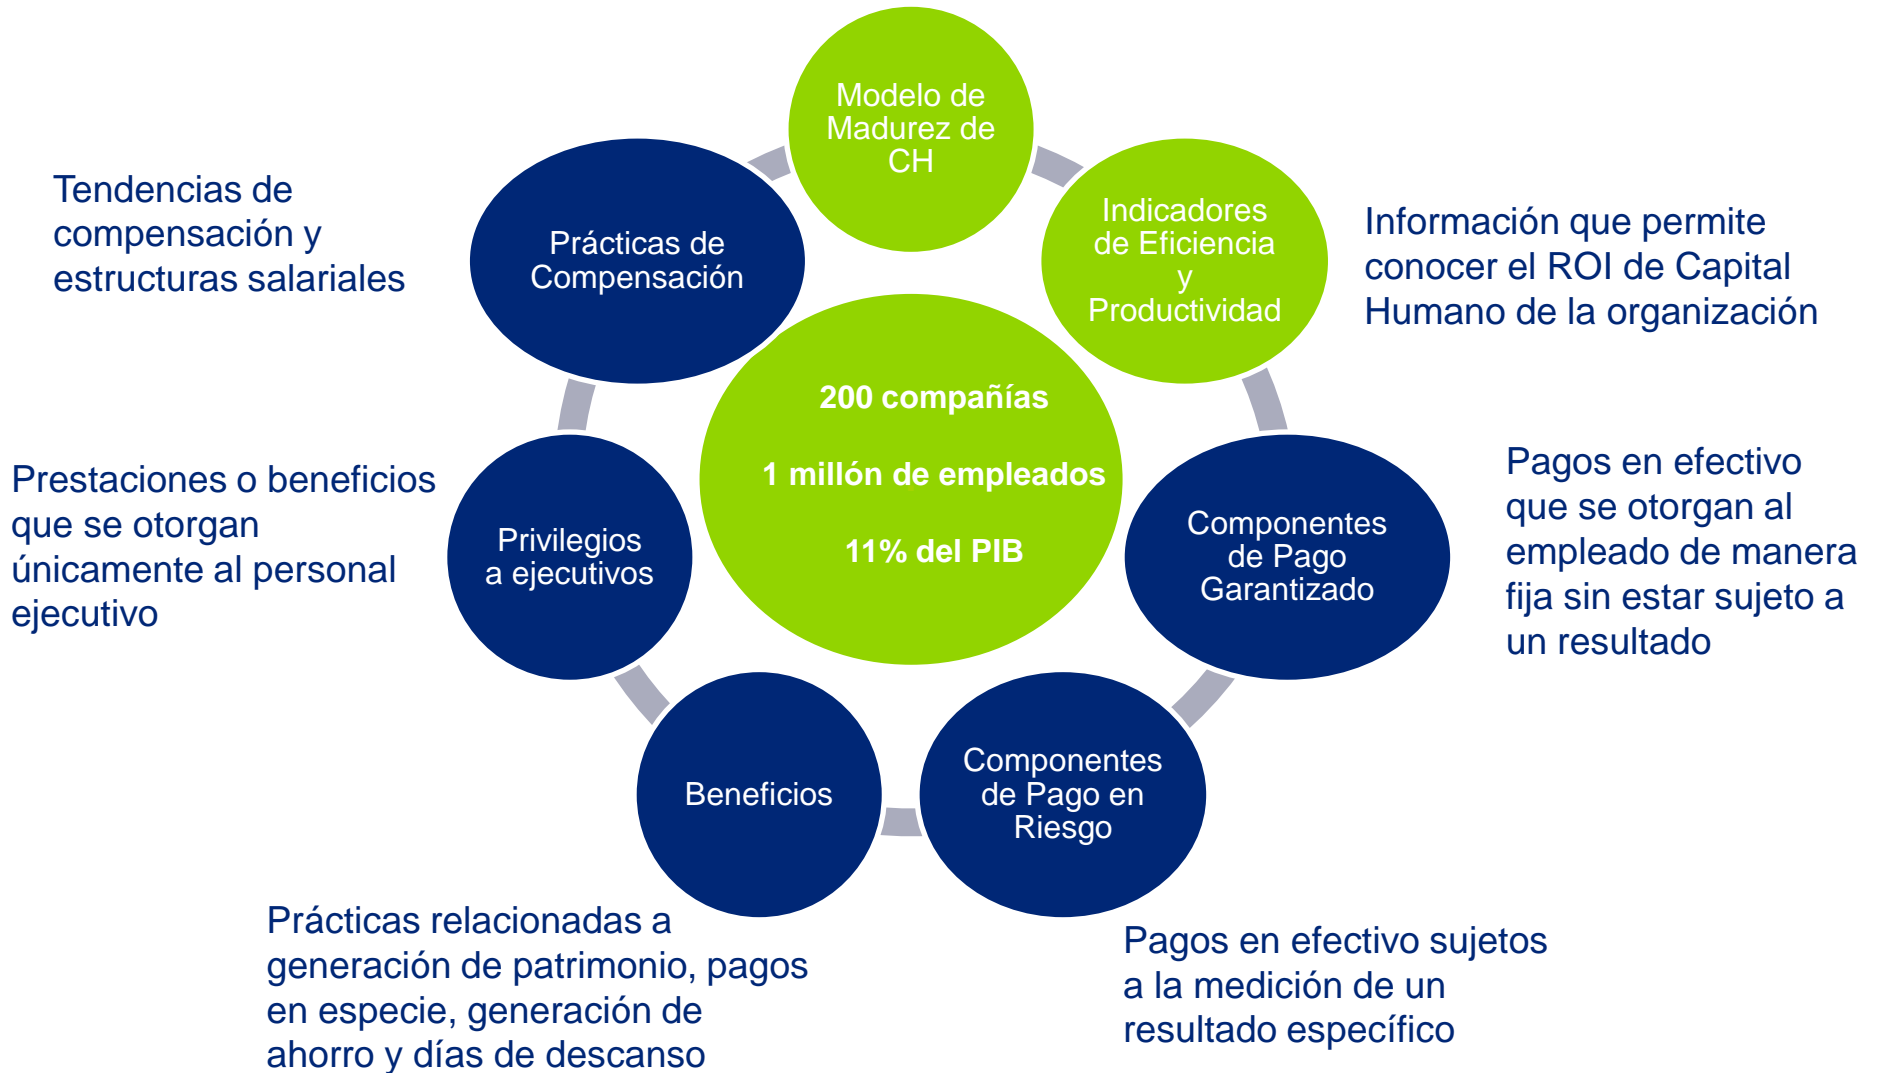 Modelo de
Madurez de
CH
Indicadores
de Eficiencia
y
Productividad
Información que permite
conocer el ROI de Capital
Humano de la organización
Componentes
de Pago
Garantizado
Pagos en efectivo
que se otorgan al
empleado de manera
fija sin estar sujeto a
un resultado
Componentes
de Pago en
Riesgo
Pagos en efectivo sujetos
a la medición de un
resultado específico
Beneficios
Prácticas relacionadas a
generación de patrimonio, pagos
en especie, generación de
ahorro y días de descanso
Privilegios
a ejecutivos
Prestaciones o beneficios
que se otorgan
únicamente al personal
ejecutivo
Prácticas de
Compensación
Tendencias de
compensación y
estructuras salariales
200 compañías
1 millón de empleados
11% del PIB